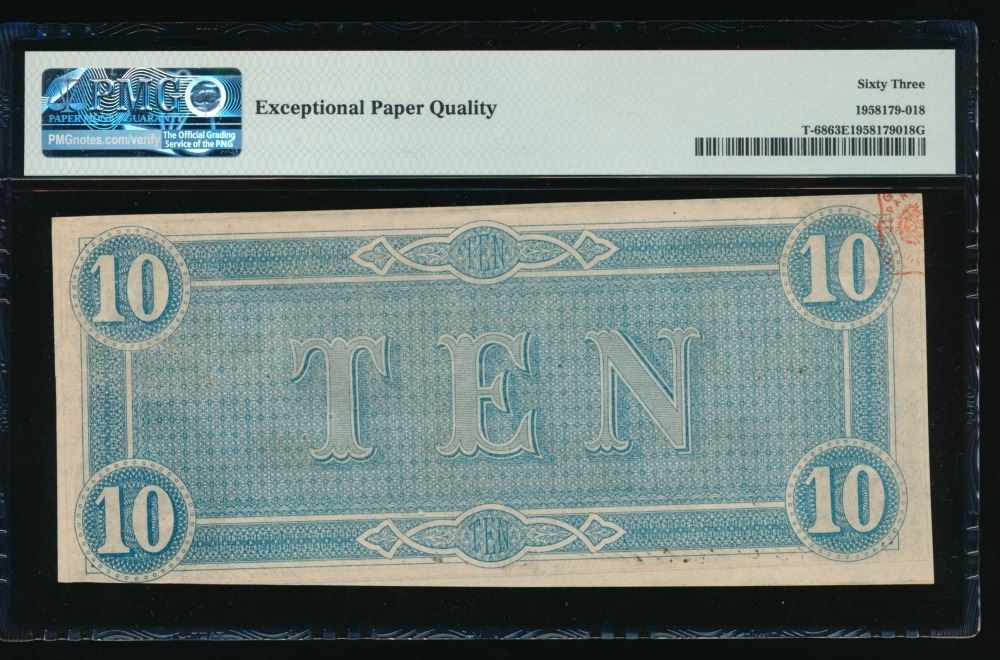 PMG
PAPER MONEY GUARANTY
PMGnotes.com/verify
The Official Grading
Service of the PNG
Exceptional Paper Quality
Sixty Three
1958179-018
T-6863E1958179018G
10
TEN
10
TEN
10
TEN
10